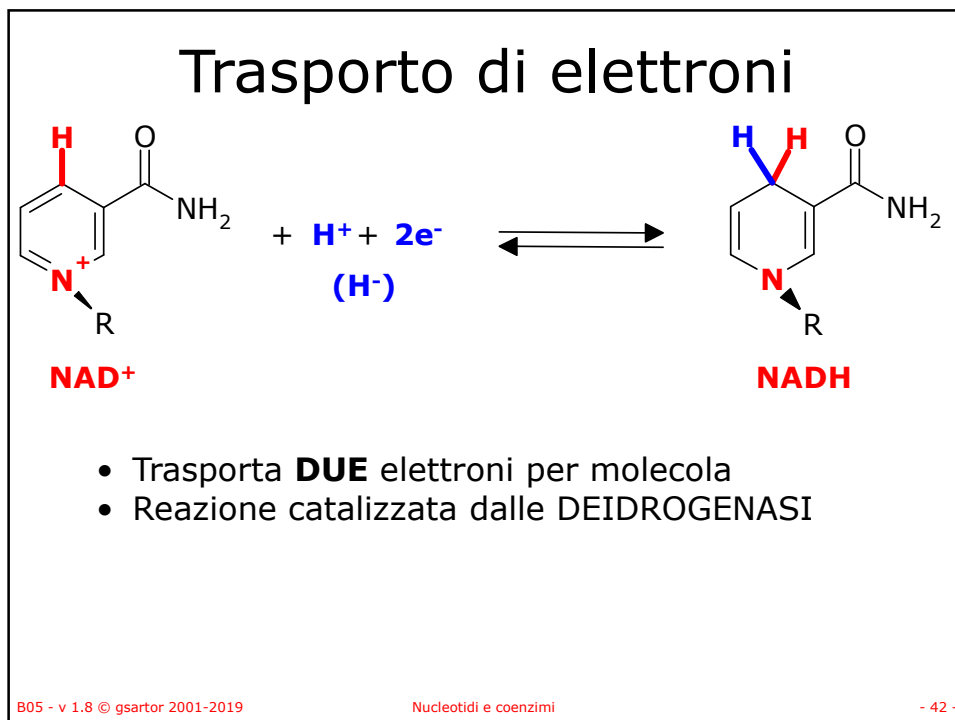 Trasporto di elettroni
H O H H O
NH₂ NH₂
+ H⁺ + 2e⁻
(H⁻)
N⁺ N
R R
NAD⁺ NADH
• Trasporta DUE elettroni per molecola
• Reazione catalizzata dalle DEIDROGENASI
B05 - v 1.8 © gsartor 2001-2019 Nucleotidi e coenzimi - 42 -